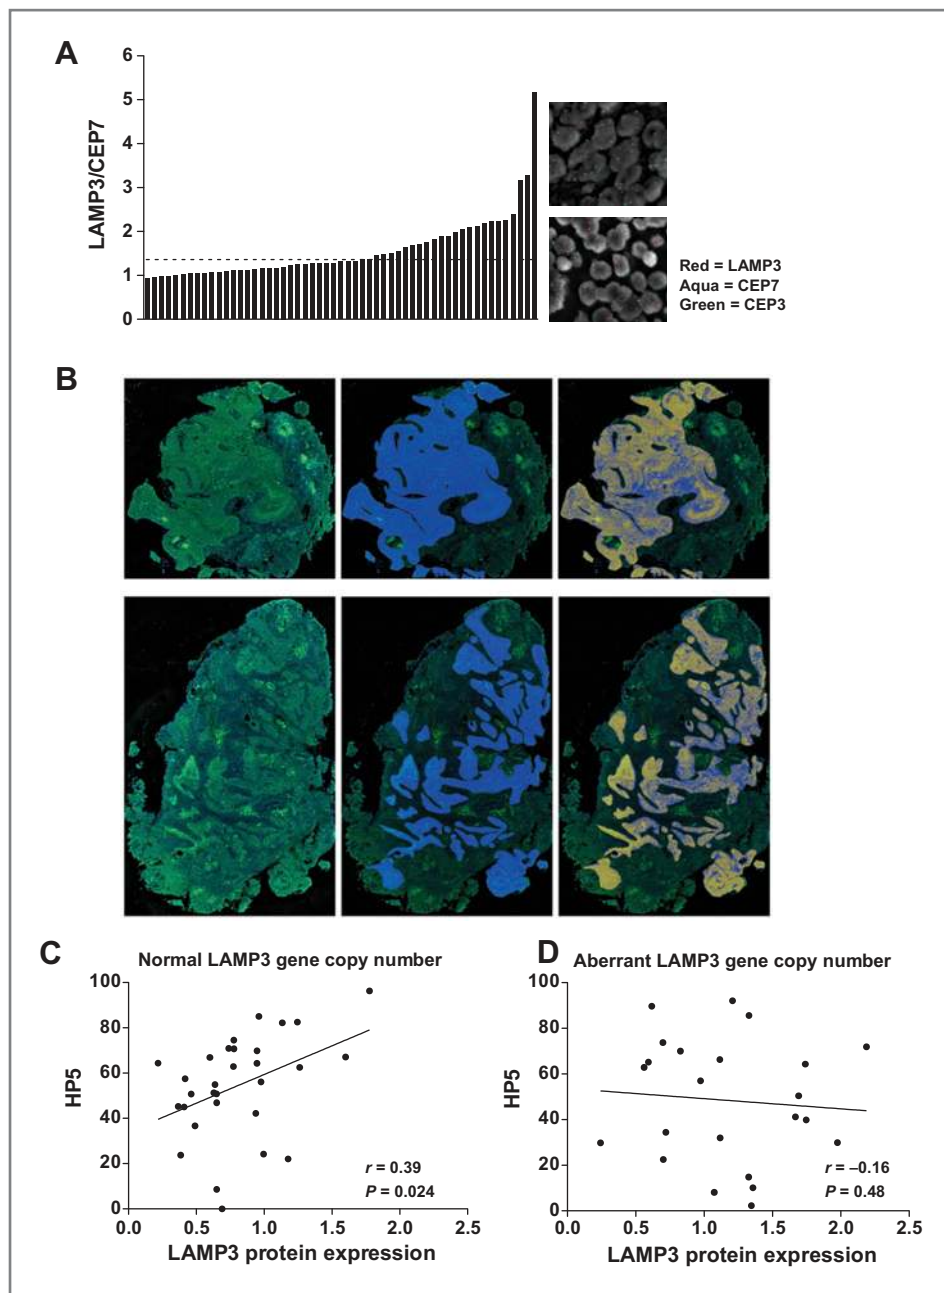 A
LAMP3/CEP7
6
5
4
3
2
1
0
Red = LAMP3
Aqua = CEP7
Green = CEP3
B
C
Normal LAMP3 gene copy number
HP5
100
80
60
40
20
0
r = 0.39
P = 0.024
0.0 0.5 1.0 1.5 2.0 2.5
LAMP3 protein expression
D
Aberrant LAMP3 gene copy number
HP5
100
80
60
40
20
0
r = –0.16
P = 0.48
0.0 0.5 1.0 1.5 2.0 2.5
LAMP3 protein expression